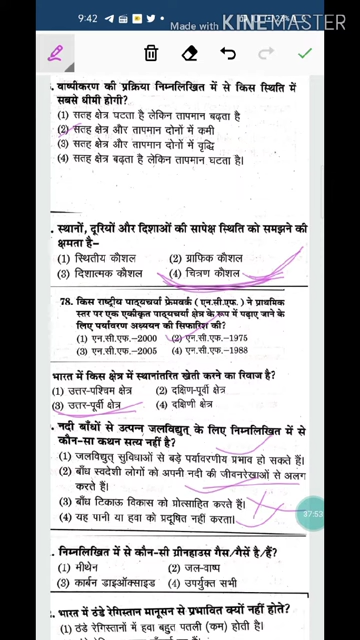 9:42
Made with KINEMASTER
. वाष्पीकरण की प्रक्रिया निम्नलिखित में से किस स्थिति में
सबसे धीमी होगी?
(1) सतह क्षेत्र घटता है लेकिन तापमान बढ़ता है
(2) सतह क्षेत्र और तापमान दोनों में कमी
(3) सतह क्षेत्र और तापमान दोनों में वृद्धि
(4) सतह क्षेत्र बढ़ता है लेकिन तापमान घटता है।
. स्थानों, दूरियों और दिशाओं की सापेक्ष स्थिति को समझने की
क्षमता है–
(1) स्थितीय कौशल (2) ग्राफिक कौशल
(3) दिशात्मक कौशल (4) चित्रण कौशल
78. किस राष्ट्रीय पाठ्यचर्या फ्रेमवर्क (एन.सी.एफ.) ने प्राथमिक
स्तर पर एक एकीकृत पाठ्यचर्या क्षेत्र के रूप में पढ़ाए जाने के
लिए पर्यावरण अध्ययन की सिफारिश की?
(1) एन.सी.एफ.–2000 (2) एन.सी.एफ.–1975
(3) एन.सी.एफ.–2005 (4) एन.सी.एफ.–1988
भारत में किस क्षेत्र में स्थानांतरित खेती करने का रिवाज है?
(1) उत्तर-पश्चिम क्षेत्र (2) दक्षिण-पूर्वी क्षेत्र
(3) उत्तर-पूर्वी क्षेत्र (4) दक्षिणी क्षेत्र
. नदी बाँधों से उत्पन्न जलविद्युत के लिए निम्नलिखित में से
कौन-सा कथन सत्य नहीं है?
(1) जलविद्युत् सुविधाओं से बड़े पर्यावरणीय प्रभाव हो सकते हैं।
(2) बाँध स्वदेशी लोगों को अपनी नदी की जीवनरेखाओं से अलग
करते हैं।
(3) बाँध टिकाऊ विकास को प्रोत्साहित करते हैं।
(4) यह पानी या हवा को प्रदूषित नहीं करता।
37:53
. निम्नलिखित में से कौन-सी ग्रीनहाउस गैस/गैसें है/हैं?
(1) मीथेन (2) जल-वाष्प
(3) कार्बन डाइऑक्साइड (4) उपर्युक्त सभी
. भारत में ठंडे रेगिस्तान मानसून से प्रभावित क्यों नहीं होते?
(1) ठंडे रेगिस्तानों में हवा बहुत पतली (कम) होती है।